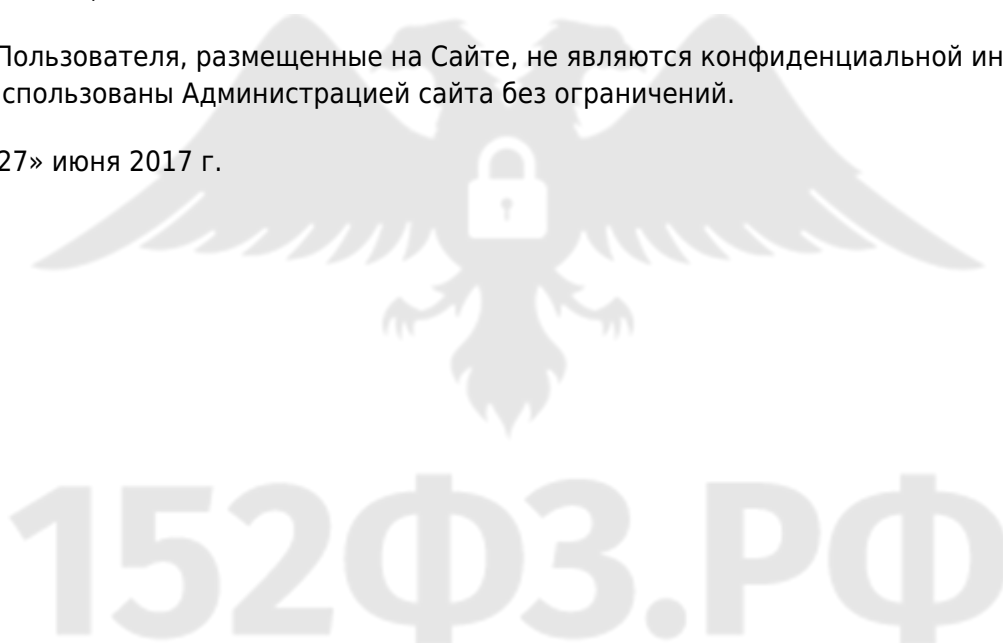 Пользователя, размещенные на Сайте, не являются конфиденциальной ин
спользованы Администрацией сайта без ограничений.
27» июня 2017 г.
152ФЗ.РФ